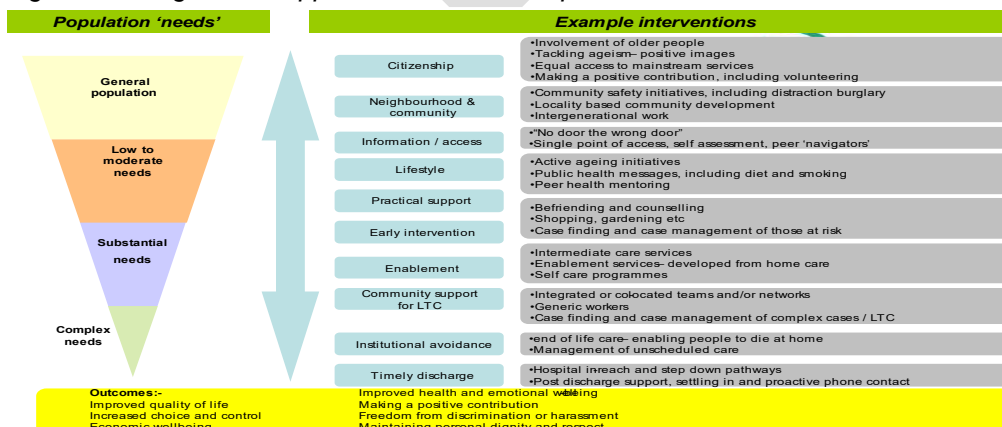 Population 'needs'
Example interventions
General
population
Low to
moderate
needs
Substantial
needs
Complex
needs
Citizenship
•Involvement of older people
•Tackling ageism– positive images
•Equal access to mainstream services
•Making a positive contribution, including volunteering
Neighbourhood &
community
•Community safety initiatives, including distraction burglary
•Locality based community development
•Intergenerational work
Information / access
•"No door the wrong door"
•Single point of access, self assessment, peer 'navigators'
Lifestyle
•Active ageing initiatives
•Public health messages, including diet and smoking
•Peer health mentoring
Practical support
•Befriending and counselling
•Shopping, gardening etc
Early intervention
•Case finding and case management of those at risk
Enablement
•Intermediate care services
•Enablement services– developed from home care
•Self care programmes
Community support
for LTC
•Integrated or colocated teams and/or networks
•Generic workers
•Case finding and case management of complex cases / LTC
Institutional avoidance
•end of life care– enabling people to die at home
•Management of unscheduled care
Timely discharge
•Hospital in-reach and step down pathways
•Post discharge support, settling in and proactive phone contact
Outcomes:-
Improved quality of life
Increased choice and control
Economic wellbeing
Improved health and emotional
Making a positive contribution
Freedom from discrimination or harassment
Maintaining personal dignity and respect